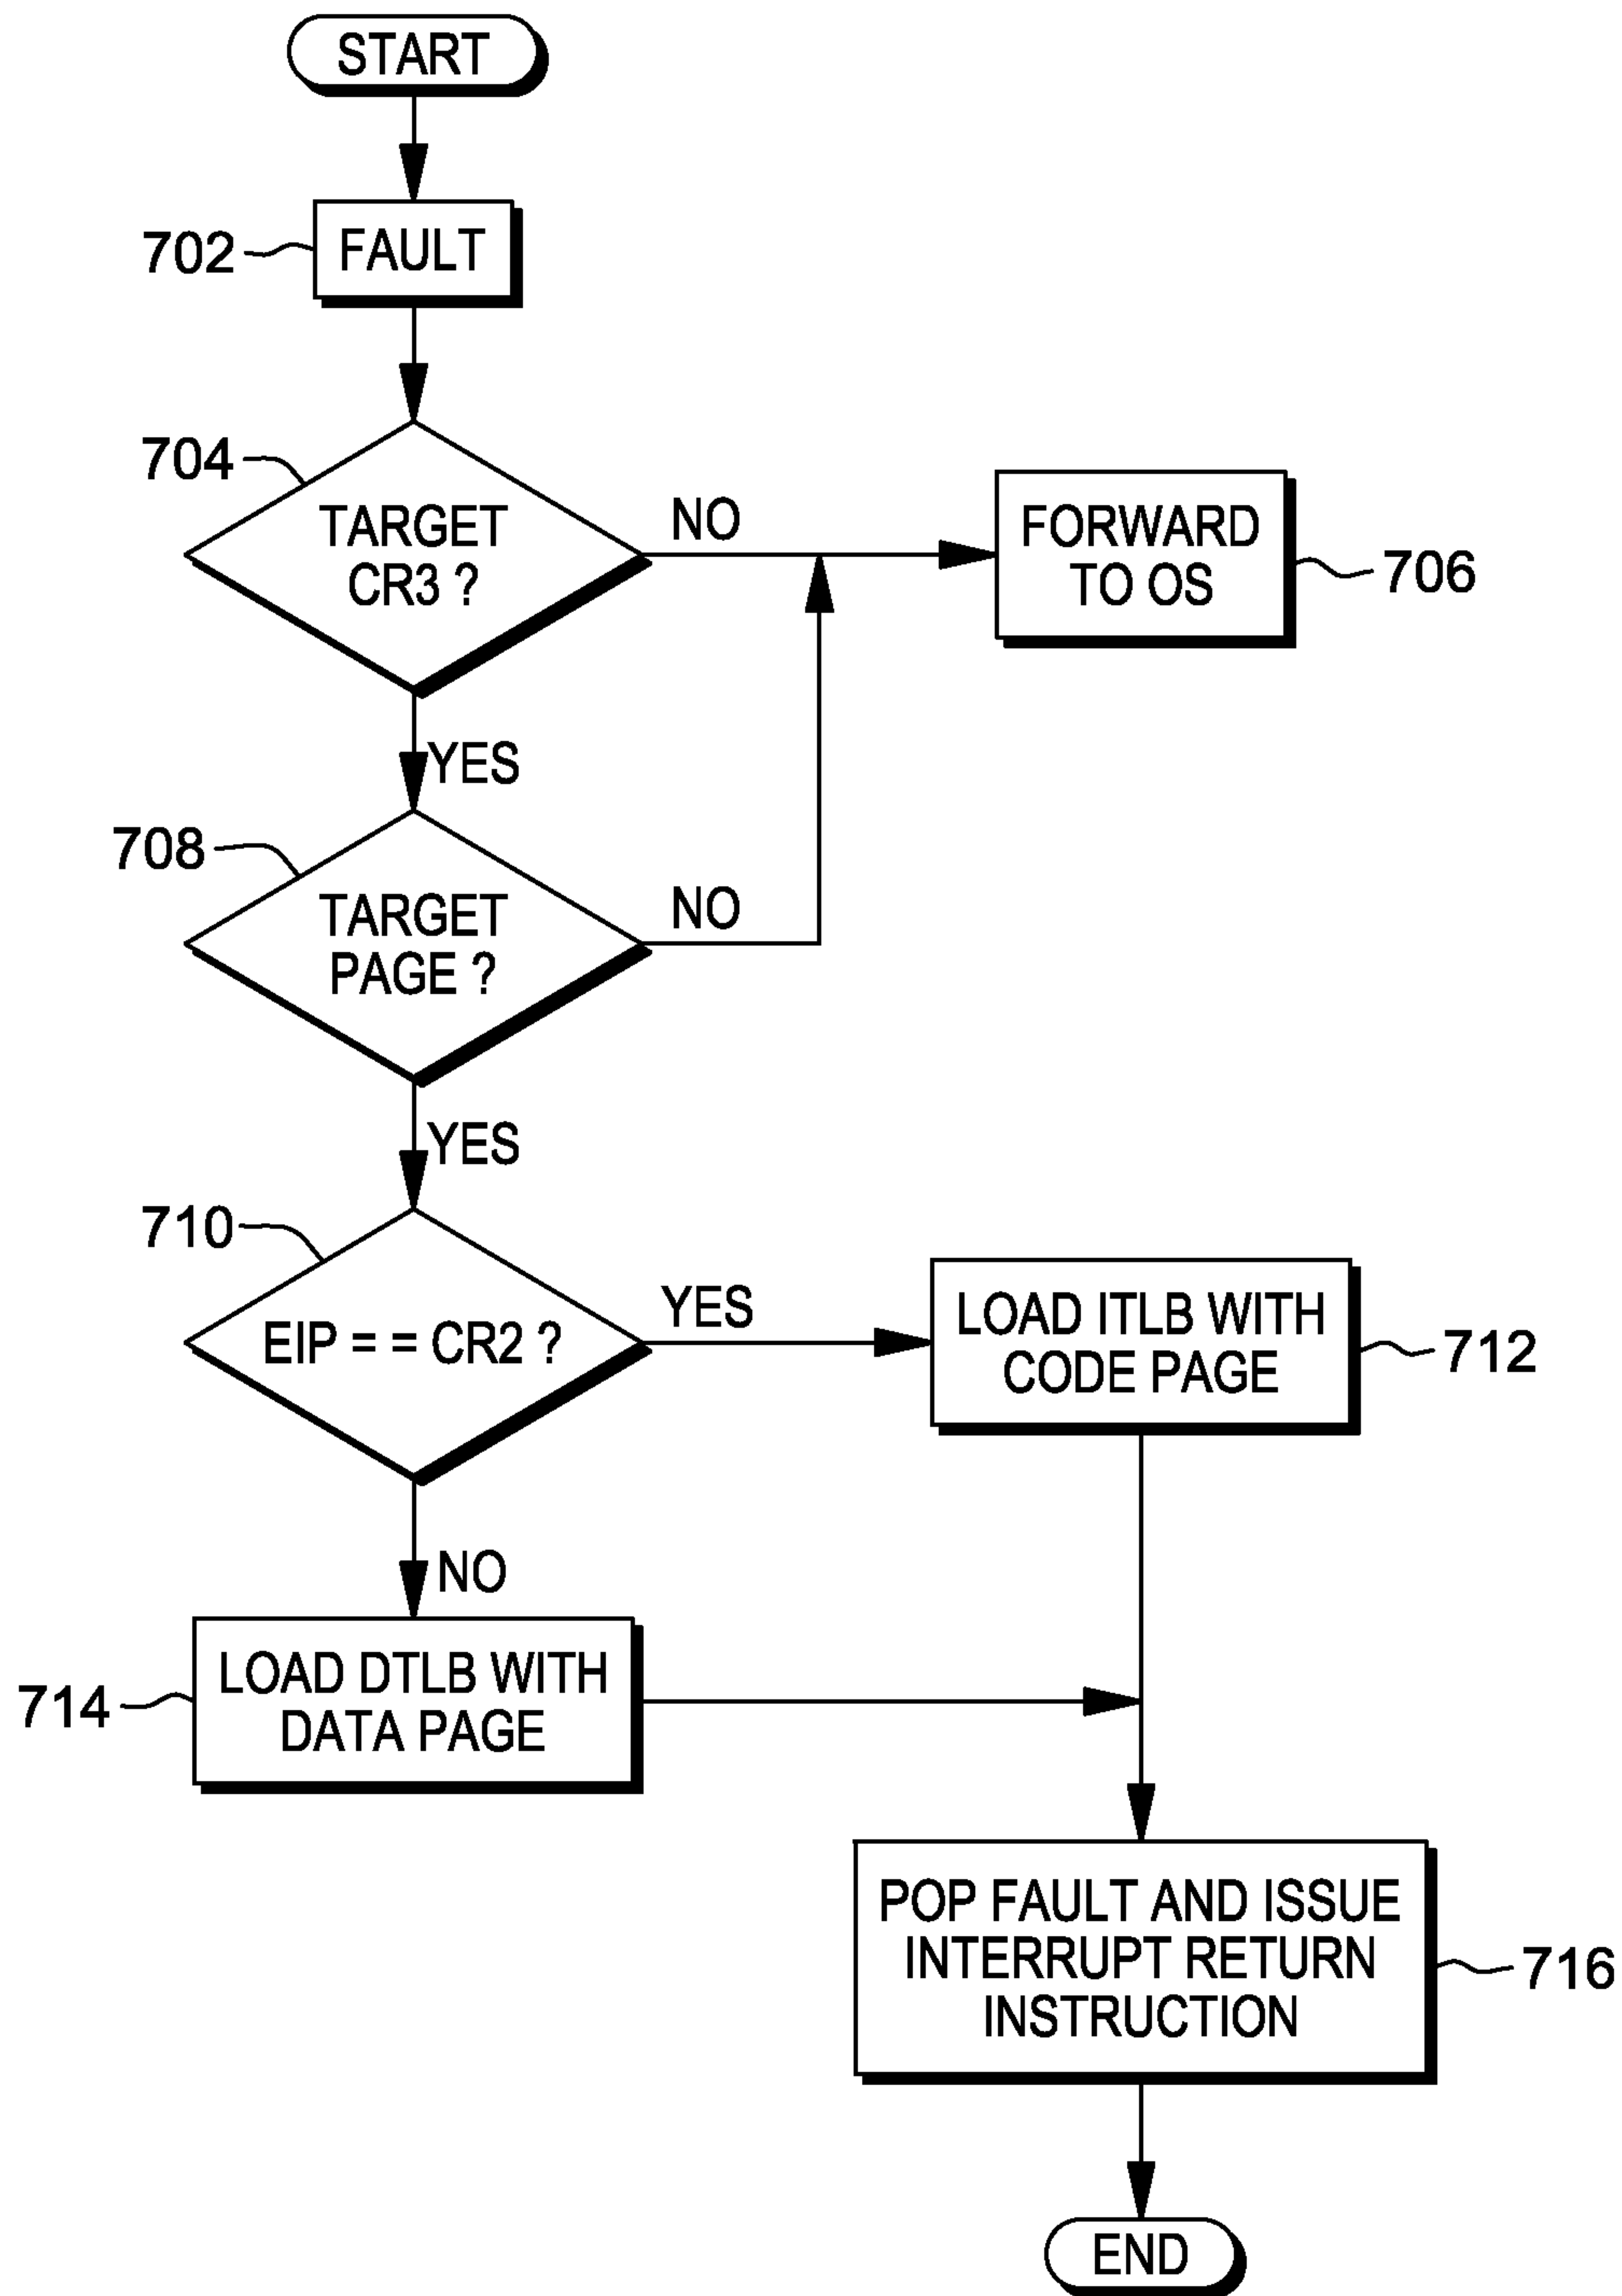 START
702
FAULT
704
TARGET
CR3 ?
NO
FORWARD
TO OS
706
YES
708
TARGET
PAGE ?
NO
YES
710
EIP = = CR2 ?
YES
LOAD ITLB WITH
CODE PAGE
712
NO
714
LOAD DTLB WITH
DATA PAGE
POP FAULT AND ISSUE
INTERRUPT RETURN
INSTRUCTION
716
END